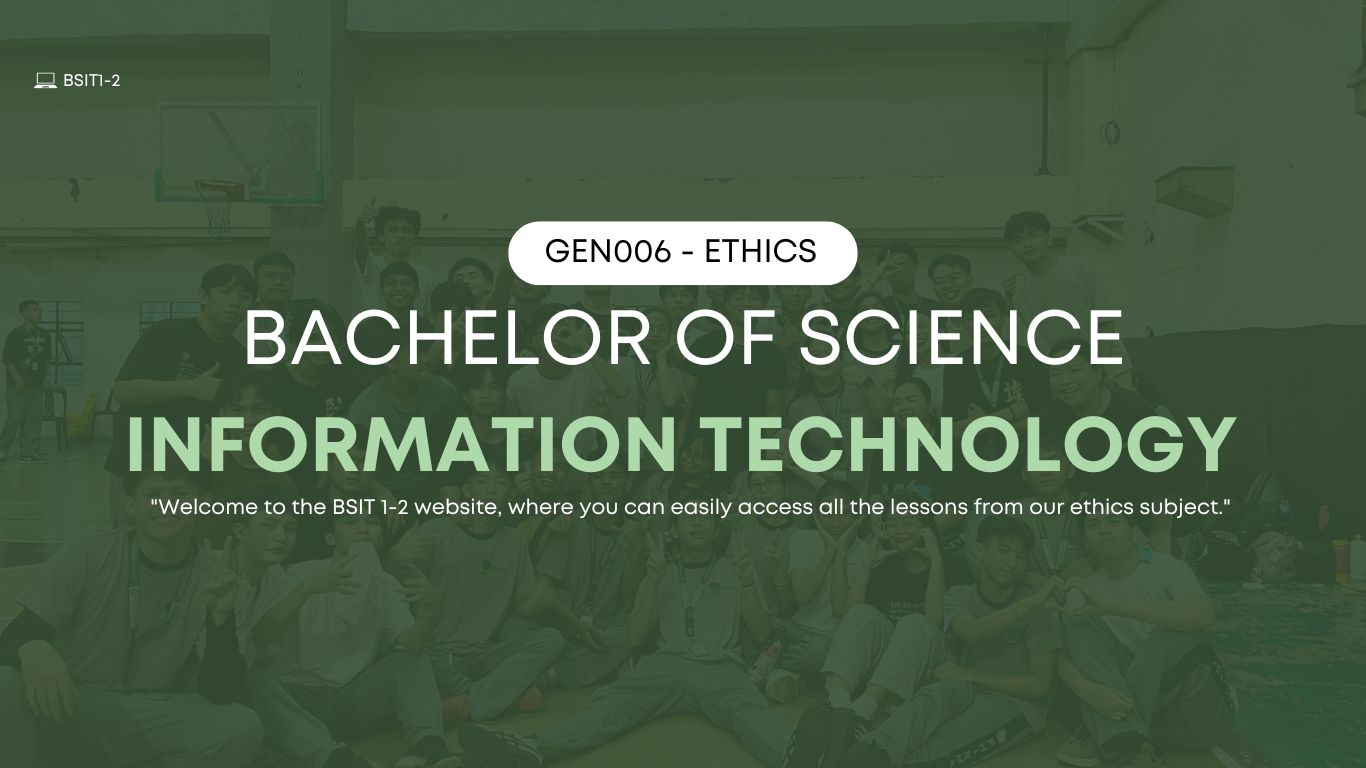 BSIT1-2
GEN006 - ETHICS
BACHELOR OF SCIENCE
INFORMATION TECHNOLOGY
"Welcome to the BSIT 1-2 website, where you can easily access all the lessons from our ethics subject."